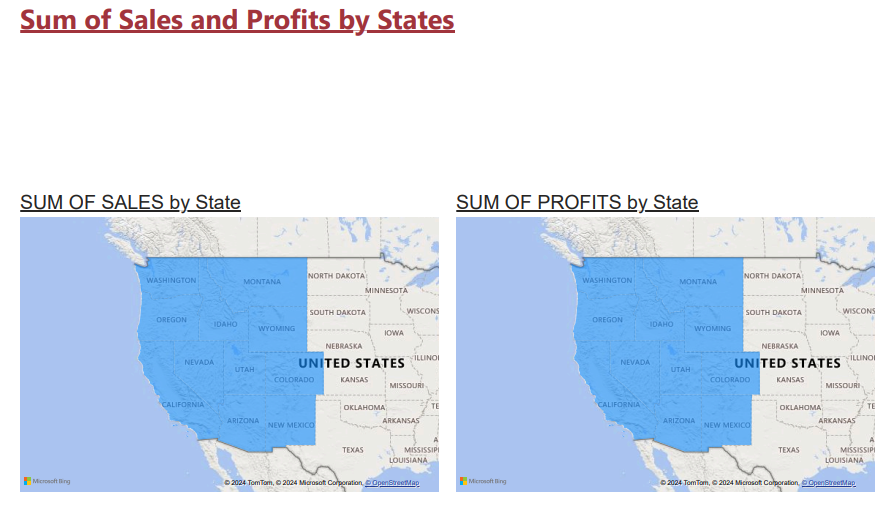 Sum of Sales and Profits by States
SUM OF SALES by State
WASHINGTON
MONTANA
NORTH DAKOTA
MINNESOTA
OREGON
IDAHO
WYOMING
SOUTH DAKOTA
WISCONS
IOWA
NEBRASKA
NEVADA
UTAH
UNITED STATES
ILLINO
COLORADO
KANSAS
MISSOURI
CALIFORNIA
ARIZONA
NEW MEXICO
OKLAHOMA
TE
ARKANSAS
A
TEXAS
MISSISSIP
LOUISIANA
Microsoft Bing
© 2024 TomTom, © 2024 Microsoft Corporation, © OpenStreetMap
SUM OF PROFITS by State
WASHINGTON
MONTANA
NORTH DAKOTA
MINNESOTA
OREGON
IDAHO
WYOMING
SOUTH DAKOTA
WISCONS
IOWA
NEBRASKA
NEVADA
UTAH
UNITED STATES
ILLINO
COLORADO
KANSAS
MISSOURI
CALIFORNIA
ARIZONA
NEW MEXICO
OKLAHOMA
TE
ARKANSAS
A
TEXAS
MISSISSIP
LOUISIANA
Microsoft Bing
© 2024 TomTom, © 2024 Microsoft Corporation, © OpenStreetMap